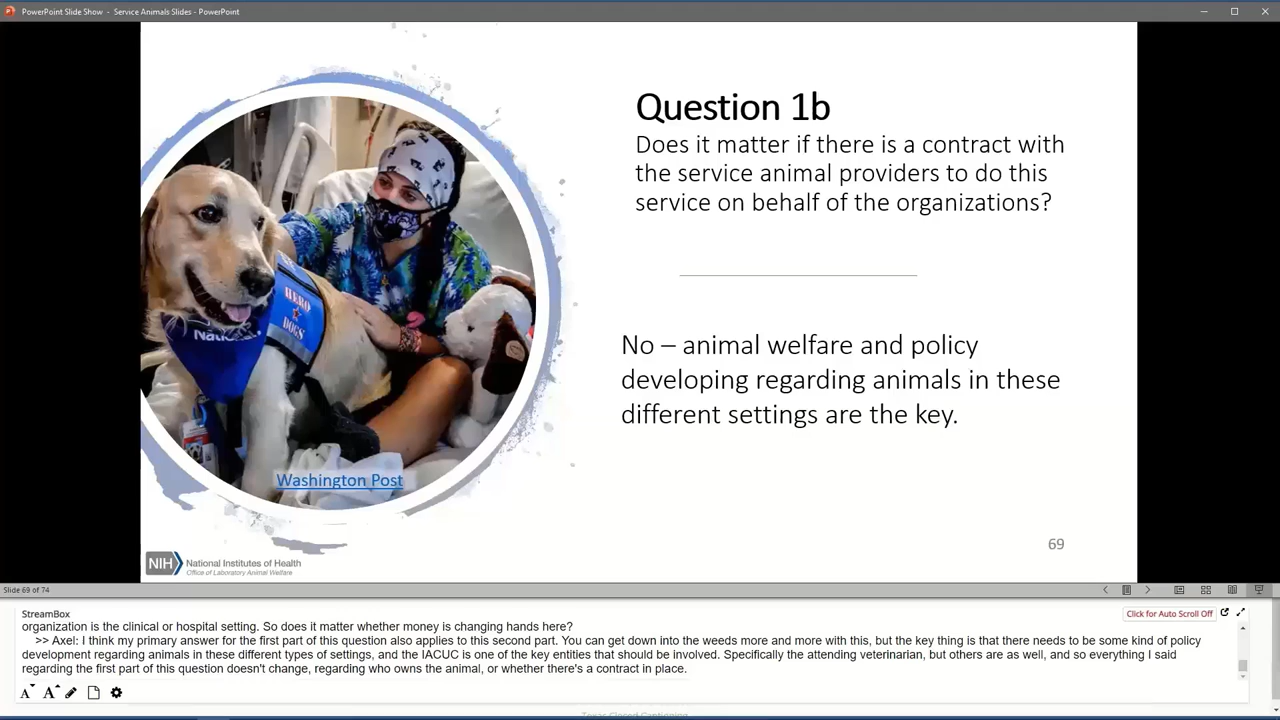 PowerPoint Slide Show - Service Animals Slides - PowerPoint
Question 1b
Does it matter if there is a contract with
the service animal providers to do this
service on behalf of the organizations?
No – animal welfare and policy
developing regarding animals in these
different settings are the key.
HERO
DOGS
Nation
Washington Post
69
NIH National Institutes of Health
Office of Laboratory Animal Welfare
Slide 69 of 74
StreamBox
Click for Auto Scroll Off
organization is the clinical or hospital setting. So does it matter whether money is changing hands here?
>> Axel: I think my primary answer for the first part of this question also applies to this second part. You can get down into the weeds more and more with this, but the key thing is that there needs to be some kind of policy
development regarding animals in these different types of settings, and the IACUC is one of the key entities that should be involved. Specifically the attending veterinarian, but others are as well, and so everything I said
regarding the first part of this question doesn't change, regarding who owns the animal, or whether there's a contract in place.
A A
Texas Closed Captioning